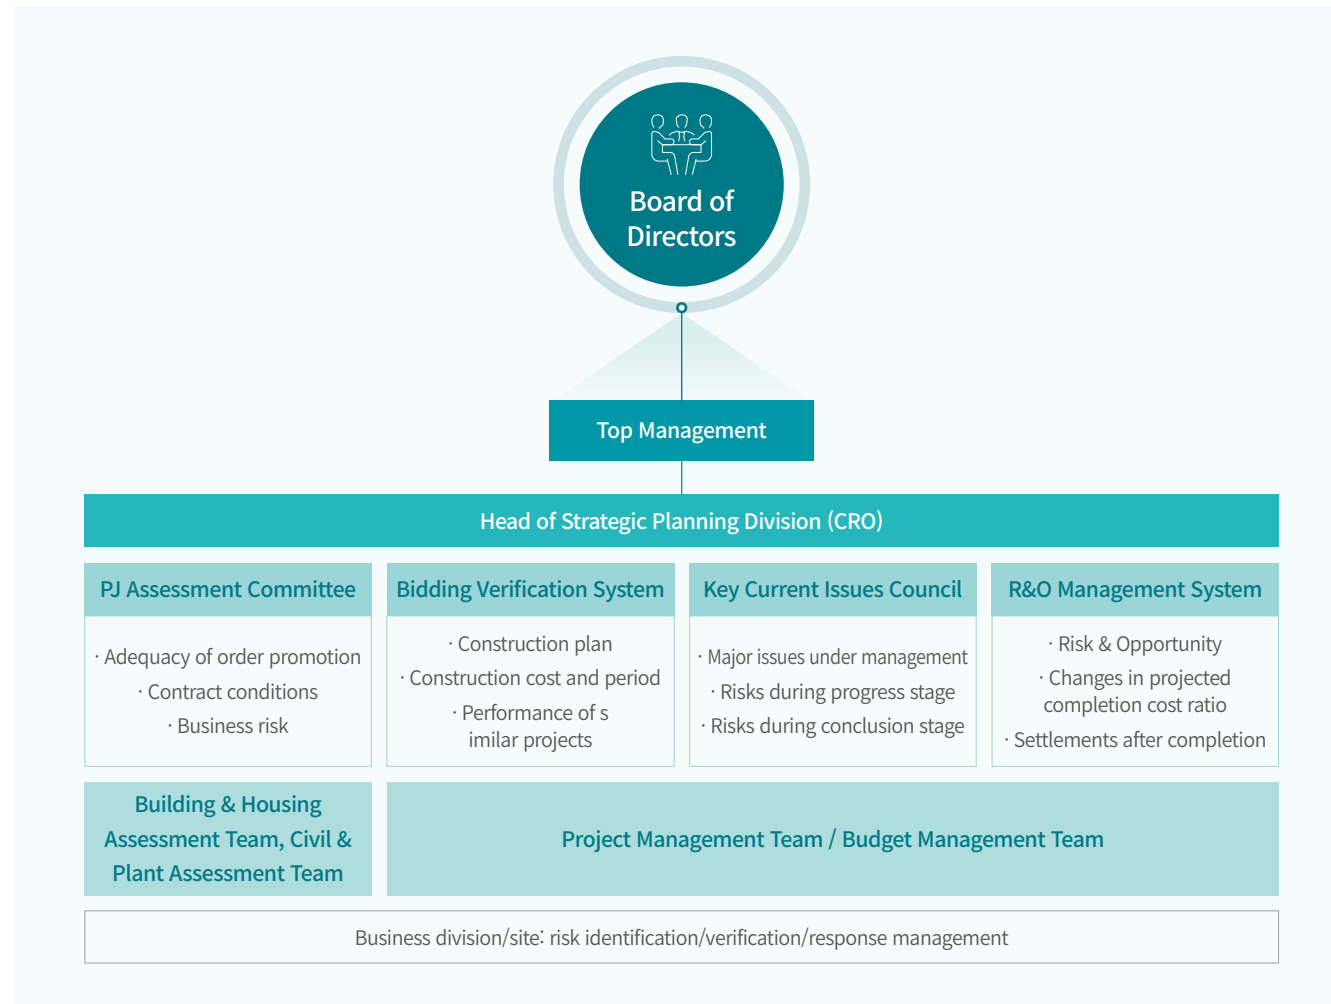 Board of
Directors
Top Management
Head of Strategic Planning Division (CRO)
PJ Assessment Committee
· Adequacy of order promotion
· Contract conditions
· Business risk
Bidding Verification System
· Construction plan
· Construction cost and period
· Performance of s
imilar projects
Key Current Issues Council
· Major issues under management
· Risks during progress stage
· Risks during conclusion stage
R&O Management System
· Risk & Opportunity
· Changes in projected
completion cost ratio
· Settlements after completion
Building & Housing
Assessment Team, Civil &
Plant Assessment Team
Project Management Team / Budget Management Team
Business division/site: risk identification/verification/response management